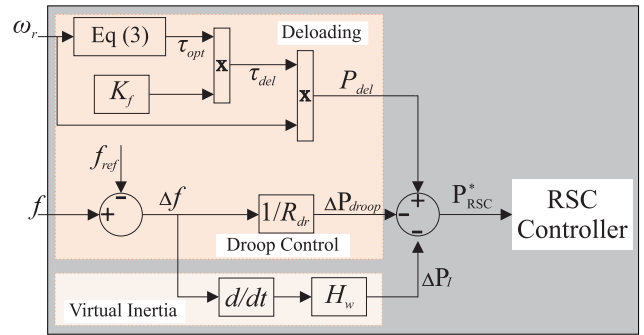 ω_r
Eq (3)
τ_opt
Deloading
x
K_f
τ_del
x
P_del
f_ref
-
+
f
+
Δf
1/R_dr
ΔP_droop
-
-
P*_RSC
RSC
Controller
Droop Control
d/dt
H_w
ΔP_I
Virtual Inertia